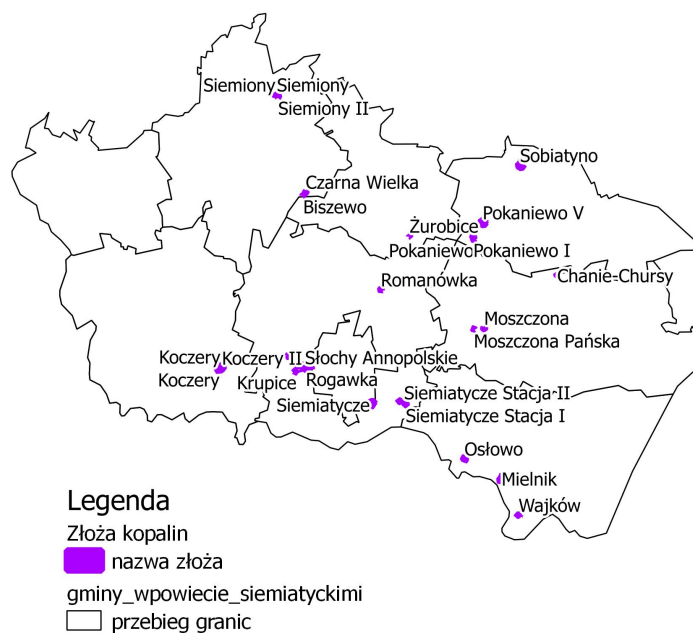 Siemiony Siemiony
Siemiony II
Sobiatyno
Czarna Wielka
Biszewo
Pokaniewo V
Żurobice
Pokaniewo Pokaniewo I
Chanie-Chursy
Romanówka
Moszczona
Moszczona Pańska
Koczery Koczery II Słochy Annopolskie
Koczery Krupice Rogawka
Siemiatycze Siemiatycze Stacja II
Siemiatycze Stacja I
Osłowo
Mielnik
Wajków
Legenda
Złoża kopalin
nazwa złoża
gminy_wpowiecie_siemiatyckimi
przebieg granic